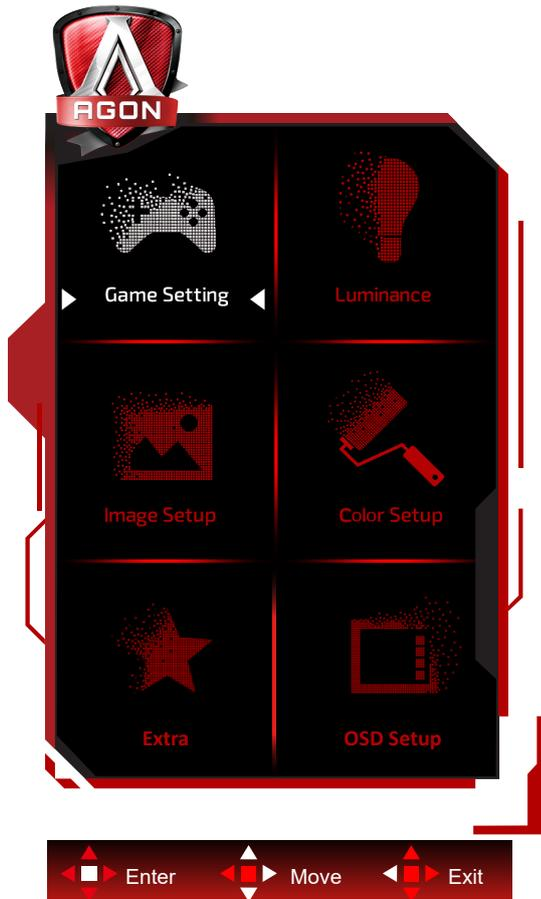 AGON
Game Setting
Luminance
Image Setup
Color Setup
Extra
OSD Setup
Enter
Move
Exit